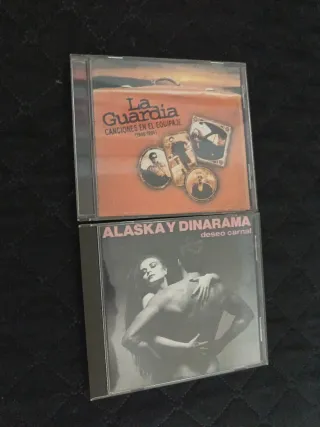 La
Guardia
CANCIONES EN EL EQUIPAJE
ALASKA Y DINARAMA
deseo carnal